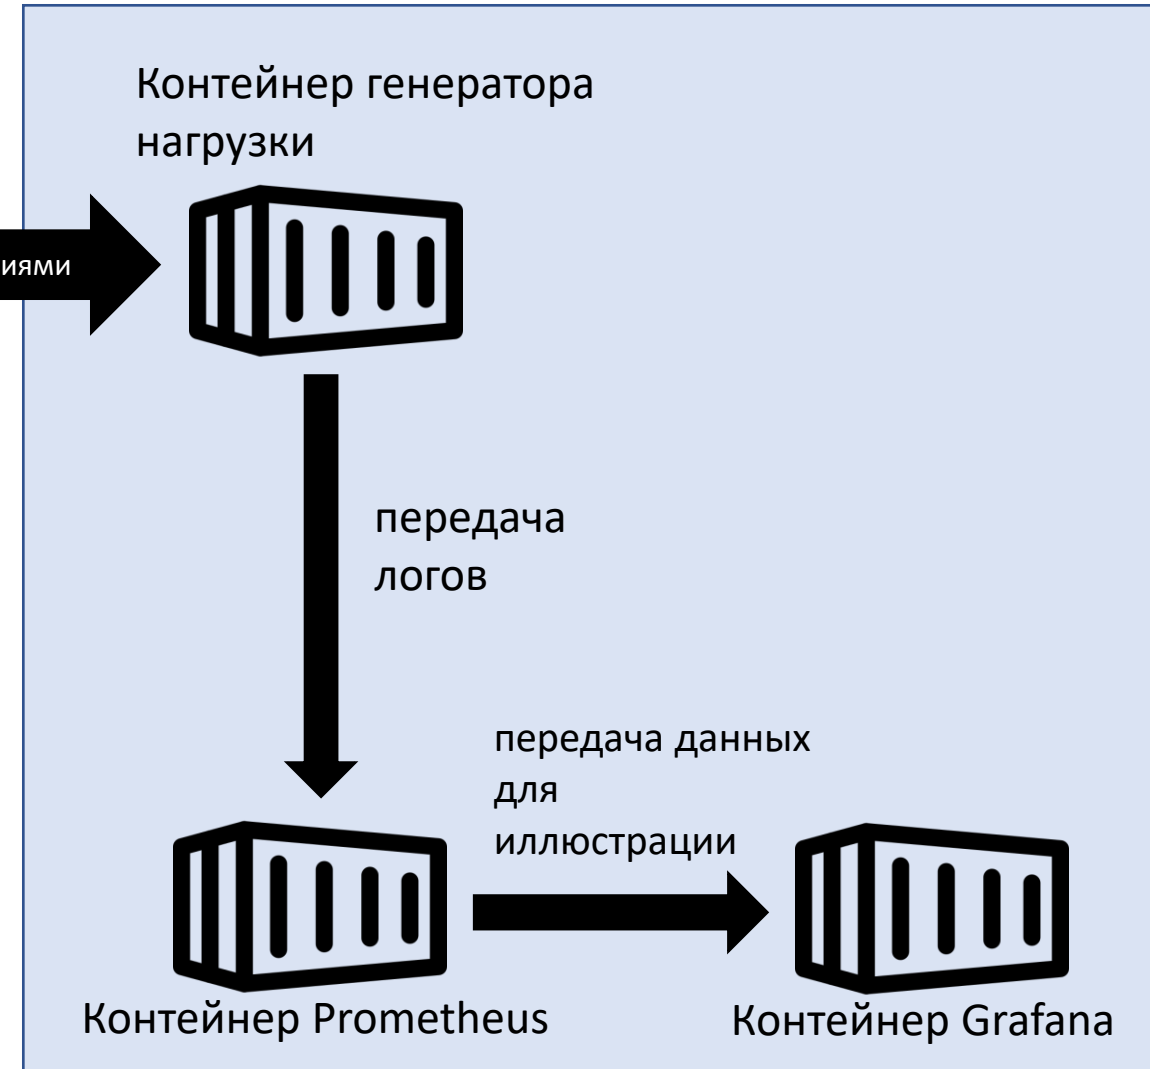 Контейнер генератора
нагрузки
иями
передача
логов
передача данных
для
иллюстрации
Контейнер Prometheus
Контейнер Grafana